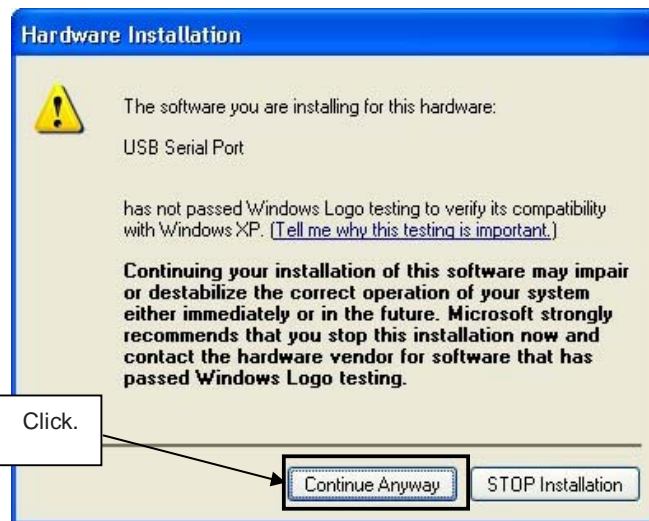 Hardware Installation
The software you are installing for this hardware:
USB Serial Port
has not passed Windows Logo testing to verify its compatibility
with Windows XP. (Tell me why this testing is important.)
Continuing your installation of this software may impair
or destabilize the correct operation of your system
either immediately or in the future. Microsoft strongly
recommends that you stop this installation now and
contact the hardware vendor for software that has
passed Windows Logo testing.
Click.
Continue Anyway
STOP Installation